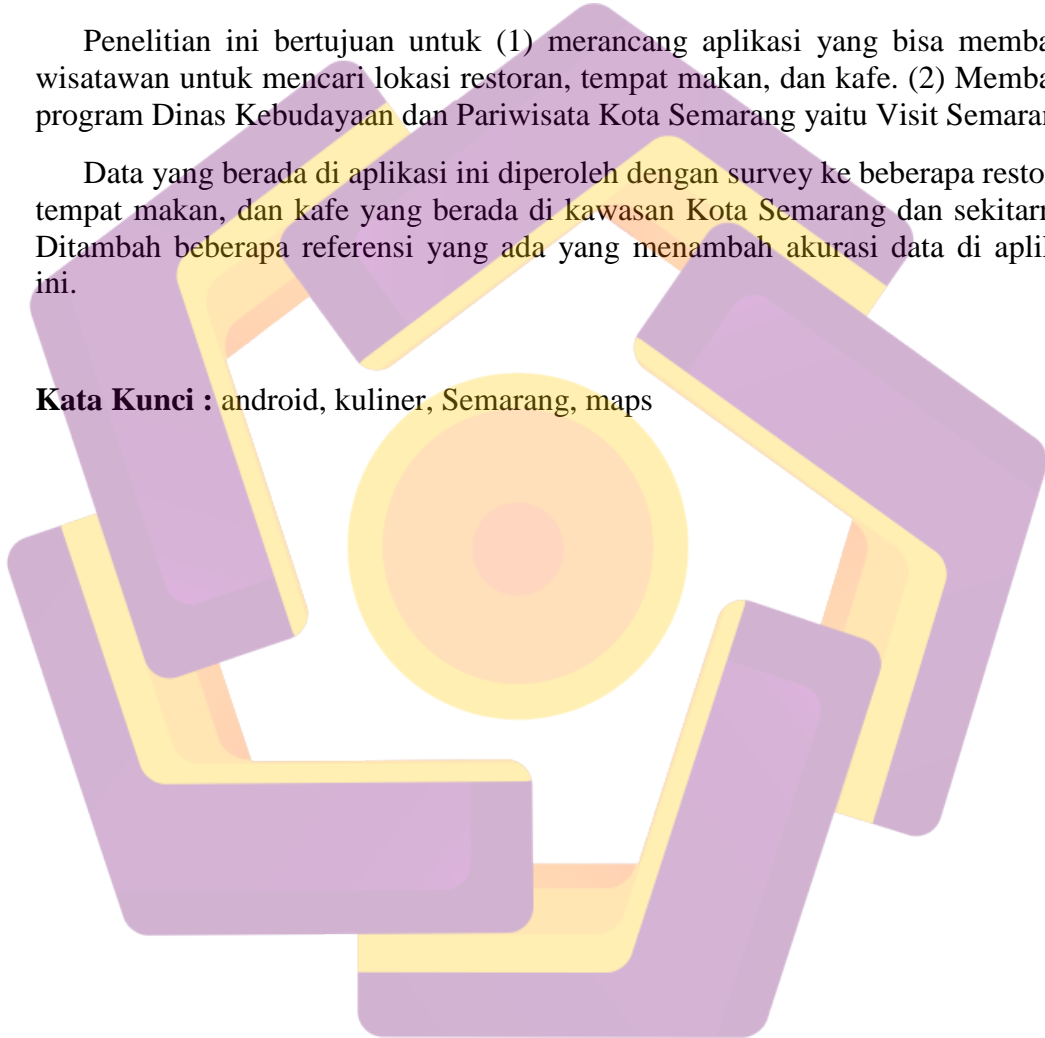 Penelitian ini bertujuan untuk (1) merancang aplikasi yang bisa memba
wisatawan untuk mencari lokasi restoran, tempat makan, dan kafe. (2) Memba
program Dinas Kebudayaan dan Pariwisata Kota Semarang yaitu Visit Semaran
Data yang berada di aplikasi ini diperoleh dengan survey ke beberapa resto
tempat makan, dan kafe yang berada di kawasan Kota Semarang dan sekitarn
Ditambah beberapa referensi yang ada yang menambah akurasi data di aplik
ini.
Kata Kunci : android, kuliner, Semarang, maps